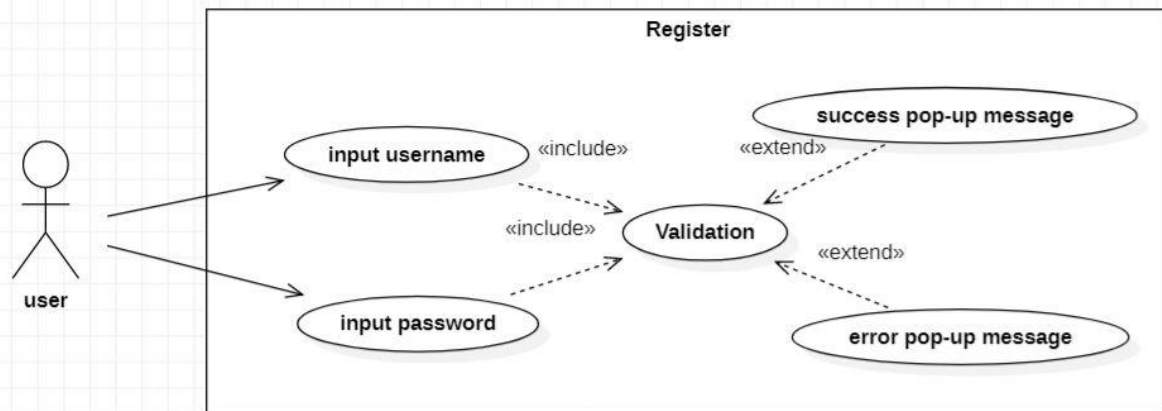 Register
success pop-up message
input username
«include»
«extend»
«include»
Validation
«extend»
user
input password
error pop-up message